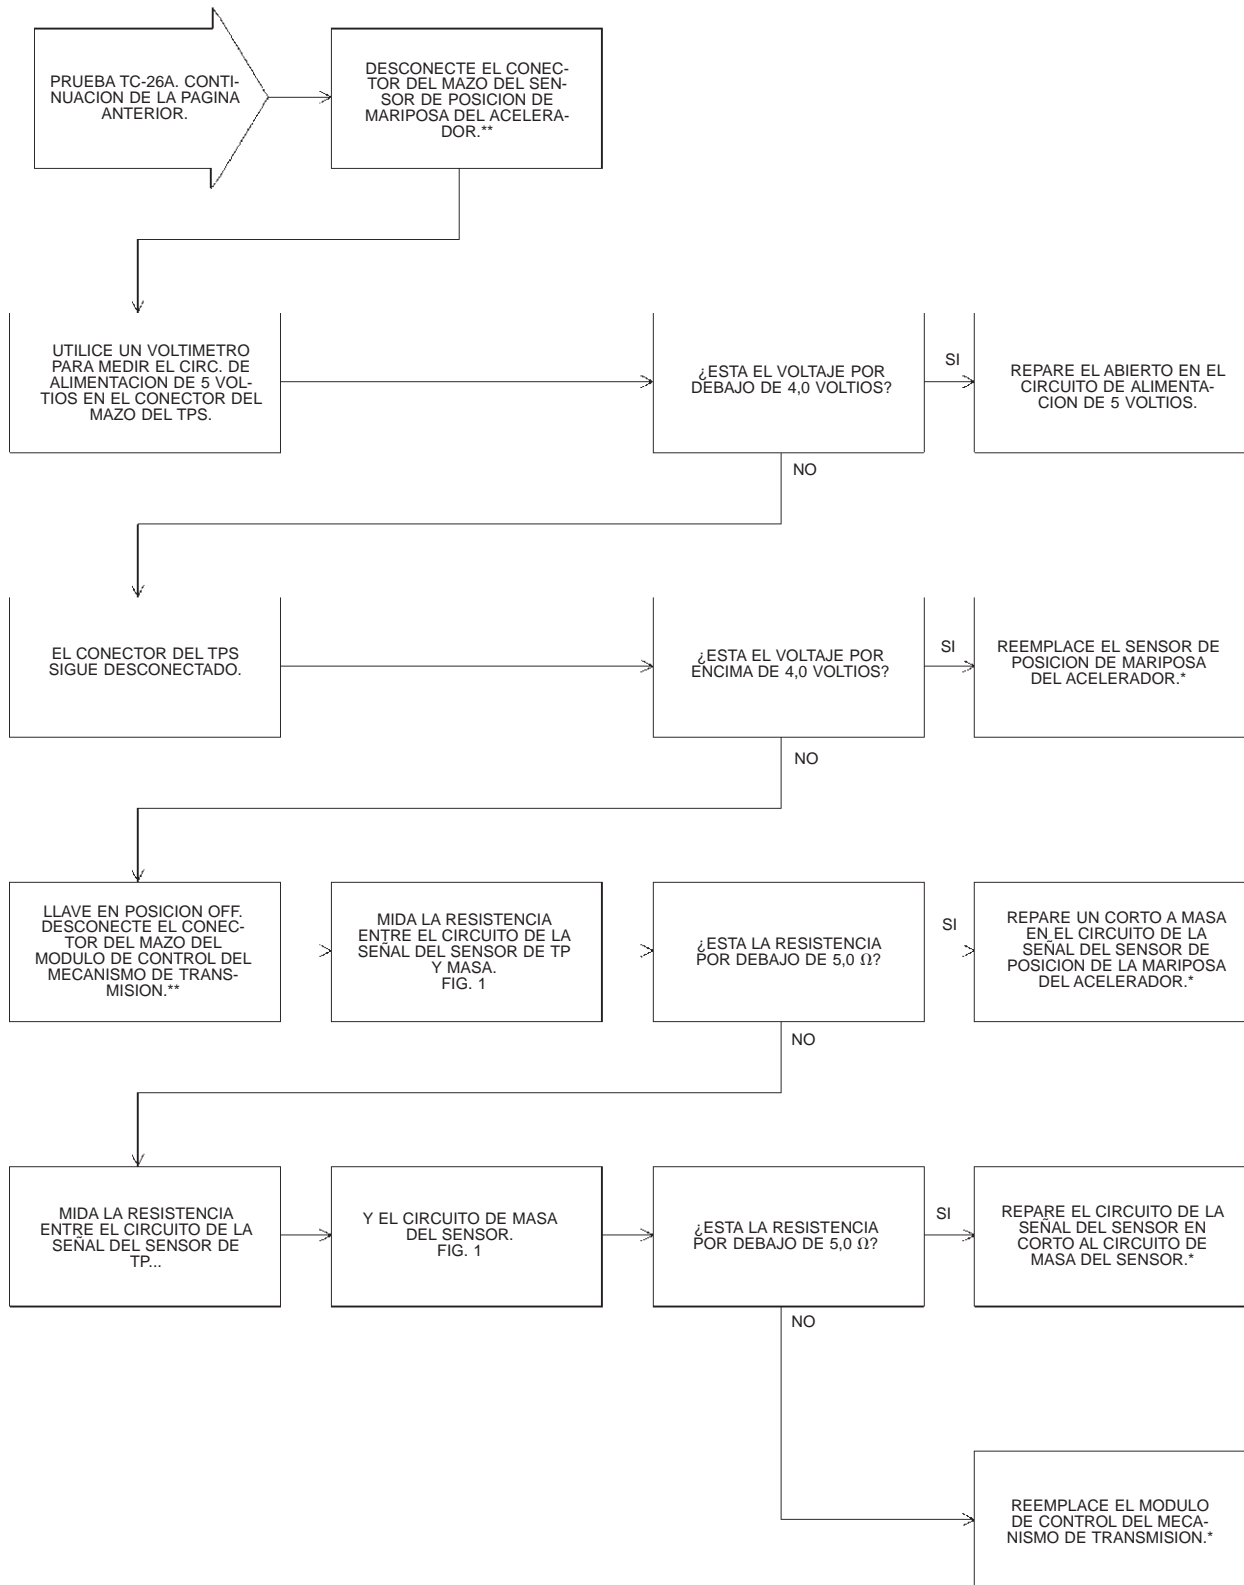 PRUEBA TC-26A. CONTI-
NUACION DE LA PAGINA
ANTERIOR.
DESCONECTE EL CONEC-
TOR DEL MAZO DEL SEN-
SOR DE POSICION DE
MARIPOSA DEL ACELERA-
DOR.**
UTILICE UN VOLTIMETRO
PARA MEDIR EL CIRC. DE
ALIMENTACION DE 5 VOL-
TIOS EN EL CONECTOR DEL
MAZO DEL TPS.
¿ESTA EL VOLTAJE POR
DEBAJO DE 4,0 VOLTIOS?
SI
REPARE EL ABIERTO EN EL
CIRCUITO DE ALIMENTA-
CION DE 5 VOLTIOS.
NO
EL CONECTOR DEL TPS
SIGUE DESCONECTADO.
¿ESTA EL VOLTAJE POR
ENCIMA DE 4,0 VOLTIOS?
SI
REEMPLACE EL SENSOR DE
POSICION DE MARIPOSA
DEL ACELERADOR.*
NO
LLAVE EN POSICION OFF.
DESCONECTE EL CONEC-
TOR DEL MAZO DEL
MODULO DE CONTROL DEL
MECANISMO DE TRANS-
MISION.**
MIDA LA RESISTENCIA
ENTRE EL CIRCUITO DE LA
SEÑAL DEL SENSOR DE TP
Y MASA.
FIG. 1
¿ESTA LA RESISTENCIA
POR DEBAJO DE 5,0 Ω?
SI
REPARE UN CORTO A MASA
EN EL CIRCUITO DE LA
SEÑAL DEL SENSOR DE
POSICION DE LA MARIPOSA
DEL ACELERADOR.*
NO
MIDA LA RESISTENCIA
ENTRE EL CIRCUITO DE LA
SEÑAL DEL SENSOR DE
TP...
Y EL CIRCUITO DE MASA
DEL SENSOR.
FIG. 1
¿ESTA LA RESISTENCIA
POR DEBAJO DE 5,0 Ω?
SI
REPARE EL CIRCUITO DE LA
SEÑAL DEL SENSOR EN
CORTO AL CIRCUITO DE
MASA DEL SENSOR.*
NO
REEMPLACE EL MODULO
DE CONTROL DEL MECA-
NISMO DE TRANSMISION.*